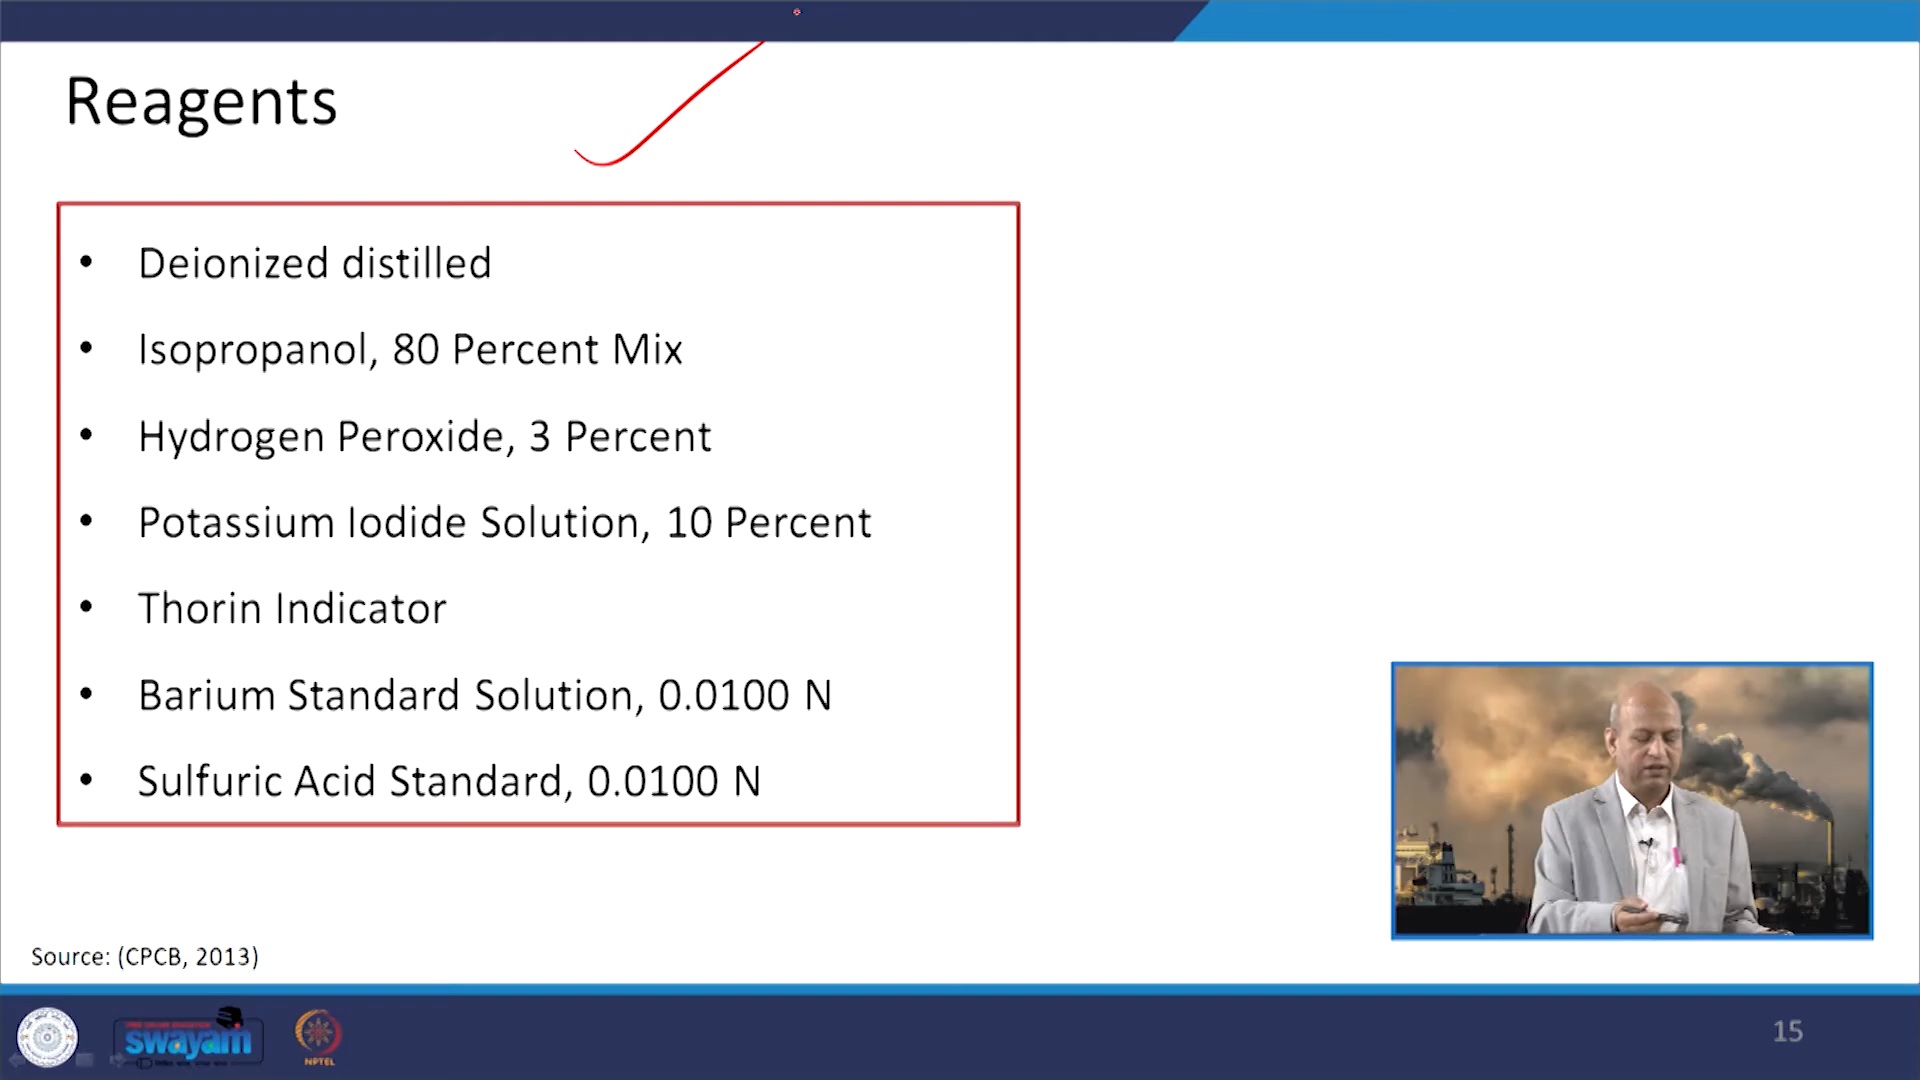 Reagents
• Deionized distilled
• Isopropanol, 80 Percent Mix
• Hydrogen Peroxide, 3 Percent
• Potassium Iodide Solution, 10 Percent
• Thorin Indicator
• Barium Standard Solution, 0.0100 N
• Sulfuric Acid Standard, 0.0100 N
Source: (CPCB, 2013)
swayam
NPTEL
15